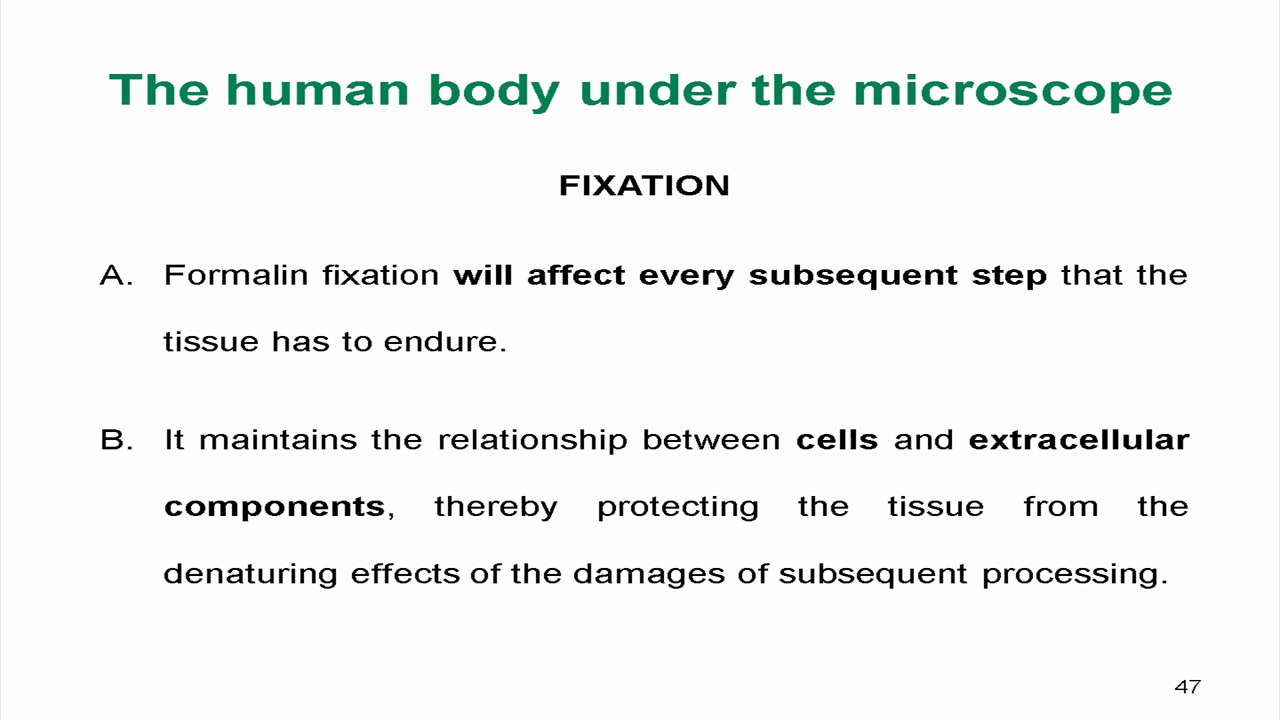 The human body under the microscope
FIXATION
A. Formalin fixation will affect every subsequent step that the
tissue has to endure.
B. It maintains the relationship between cells and extracellular
components, thereby protecting the tissue from the
denaturing effects of the damages of subsequent processing.
47